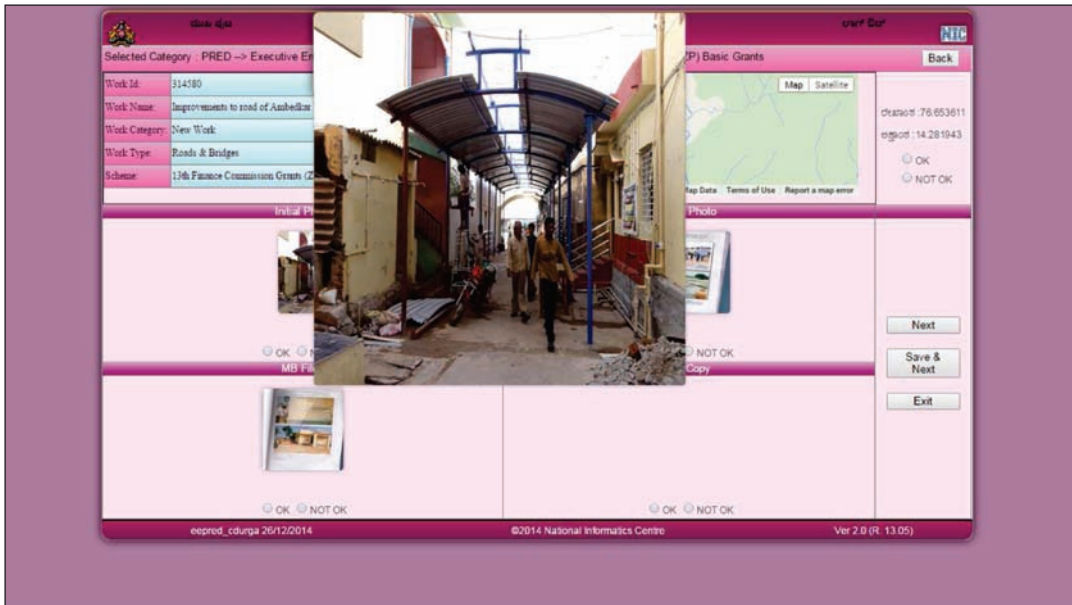 ಮುಖ ಪುಟ
ಲಾಗ್ ಔಟ್
NIC
Selected Category : PRED --> Executive En
ZP) Basic Grants
Back
Work Id: 314580
Work Name: Improvements to road of Ambedkar
Work Category: New Work
Work Type: Roads & Bridges
Scheme: 13th Finance Commission Grants (Z
Map Satellite
Map Data Terms of Use Report a map error
ರೇಖಾಂಶ :76.653611
ಅಕ್ಷಾಂಶ :14.281943
OK
NOT OK
Initial Ph
Photo
OK N
NOT OK
MB Fil
Copy
Next
Save & Next
Exit
OK NOT OK
OK NOT OK
eepred_cdurga 26/12/2014
©2014 National Informatics Centre
Ver 2.0 (R. 13.05)